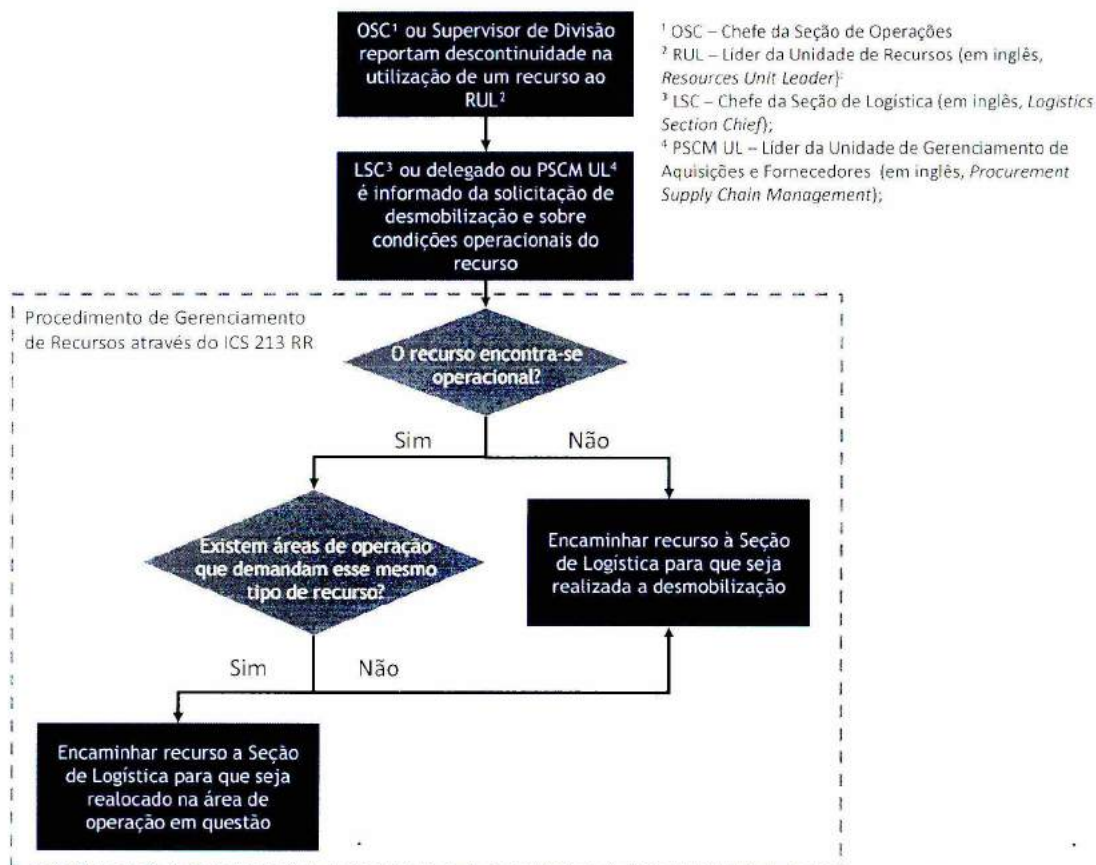 OSC¹ ou Supervisor de Divisão
reportam descontinuidade na
utilização de um recurso ao
RUL²
¹ OSC – Chefe da Seção de Operações
² RUL – Líder da Unidade de Recursos (em inglês,
Resources Unit Leader);
³ LSC – Chefe da Seção de Logística (em inglês, Logistics
Section Chief);
⁴ PSCM UL – Líder da Unidade de Gerenciamento de
Aquisições e Fornecedores (em inglês, Procurement
Supply Chain Management);
LSC³ ou delegado ou PSCM UL⁴
é informado da solicitação de
desmobilização e sobre
condições operacionais do
recurso
Procedimento de Gerenciamento
de Recursos através do ICS 213 RR
O recurso encontra-se
operacional?
Sim Não
Existem áreas de operação
que demandam esse mesmo
tipo de recurso?
Encaminhar recurso à Seção
de Logística para que seja
realizada a desmobilização
Sim Não
Encaminhar recurso a Seção
de Logística para que seja
realocado na área de
operação em questão